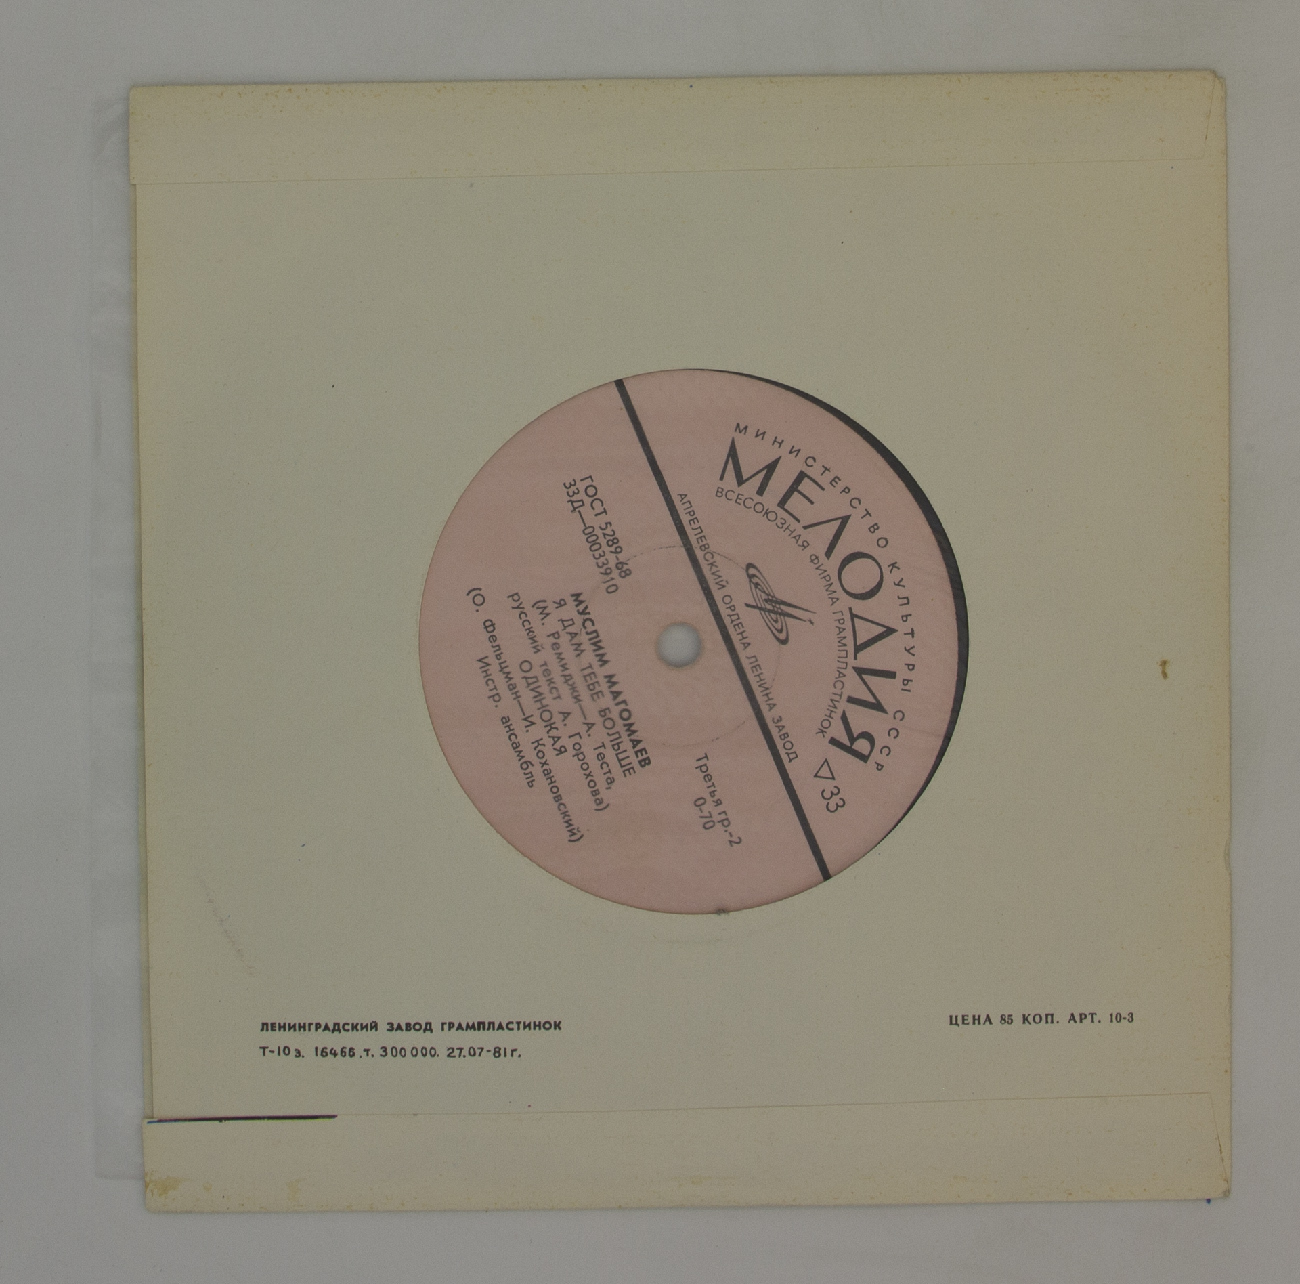 МИНИСТЕРСТВО КУЛЬТУРЫ СССР
МЕЛОДИЯ
ВСЕСОЮЗНАЯ ФИРМА ГРАМПЛАСТИНОК
▽33
АПРЕЛЕВСКИЙ ОРДЕНА ЛЕНИНА ЗАВОД
ГОСТ 5289-68
33Д—00033910
Третья гр.-2
0-70
МУСЛИМ МАГОМАЕВ
Я ДАМ ТЕБЕ БОЛЬШЕ
(М. Ремиджи—А. Теста,
русский текст А. Горохова)
ОДИНОКАЯ
(О. Фельцман—И. Кохановский)
Инстр. ансамбль
ЛЕНИНГРАДСКИЙ ЗАВОД ГРАМПЛАСТИНОК
Т-10 з. 16466.т. 300 000. 27.07-81 г.
ЦЕНА 85 КОП. АРТ. 10-3